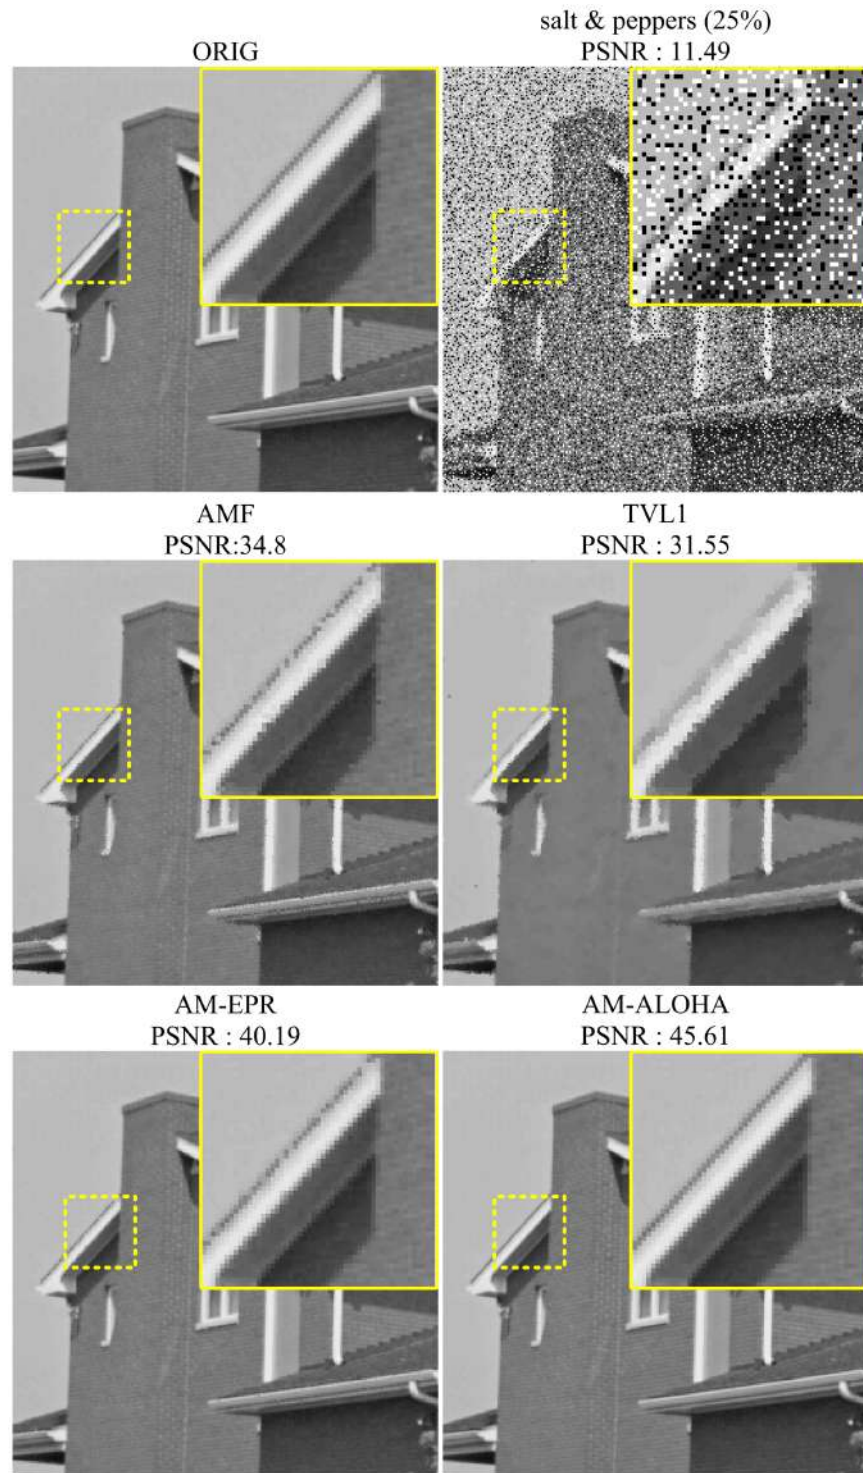 ORIG
salt & peppers (25%)
PSNR : 11.49
AMF
PSNR:34.8
TVL1
PSNR : 31.55
AM-EPR
PSNR : 40.19
AM-ALOHA
PSNR : 45.61